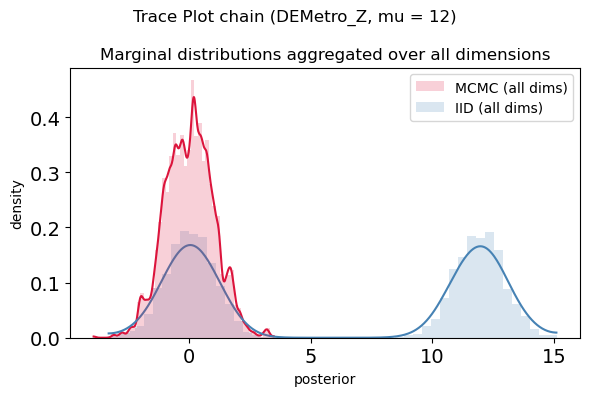 Trace Plot chain (DEMetro_Z, mu = 12)
Marginal distributions aggregated over all dimensions
MCMC (all dims)
IID (all dims)
density
0.4
0.3
0.2
0.1
0.0
0 5 10 15
posterior